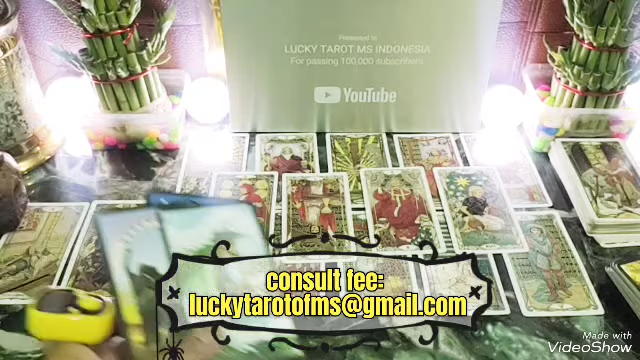 Presented to
LUCKY TAROT MS INDONESIA
For passing 100,000 subscribers
YouTube
consult fee:
luckytarotofms@gmail.com
Made with
VideoShow